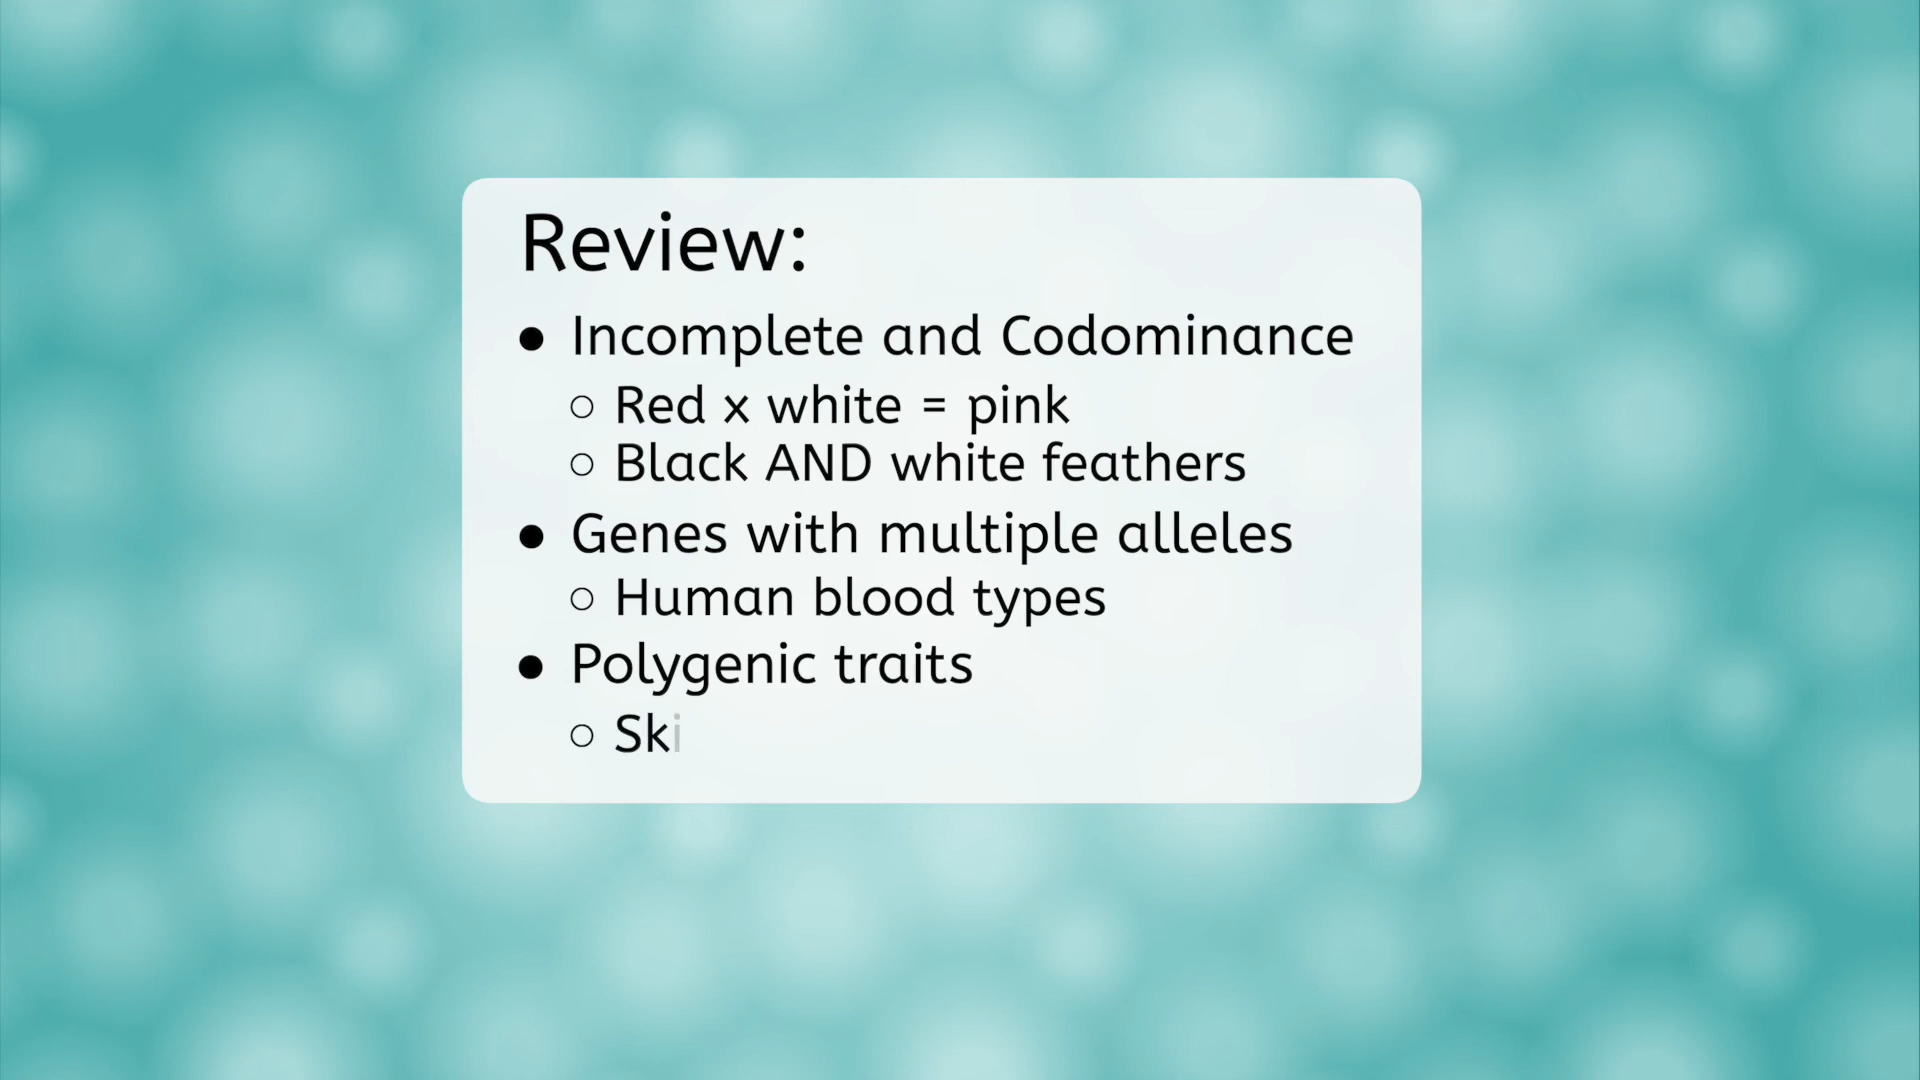 Review:
● Incomplete and Codominance
○ Red x white = pink
○ Black AND white feathers
● Genes with multiple alleles
○ Human blood types
● Polygenic traits
○ Ski